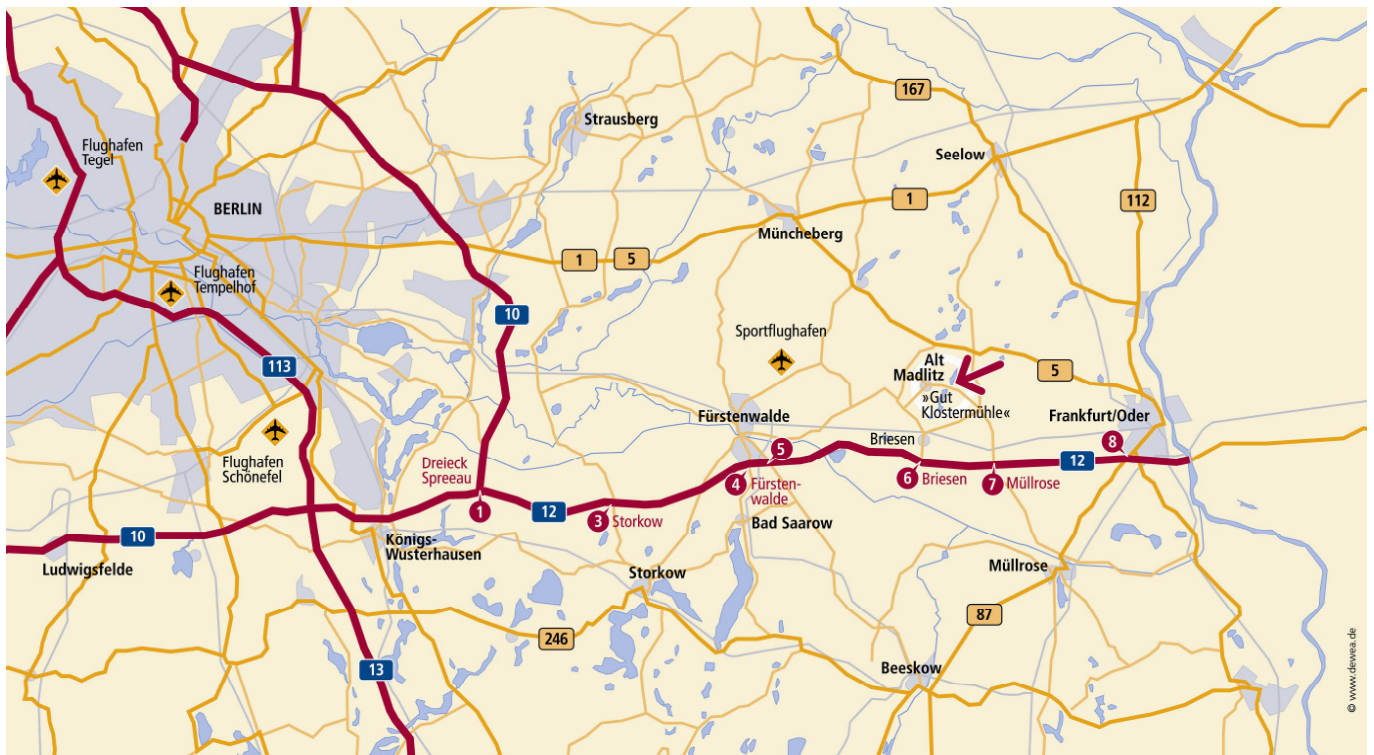 167
Strausberg
Flughafen
Tegel
Seelow
BERLIN
1
112
Müncheberg
1
5
Flughafen
Tempelhof
10
Sportflughafen
113
Alt
Madlitz
5
»Gut
Klostermühle«
Fürstenwalde
Frankfurt/Oder
Briesen
8
5
12
Flughafen
Schönefel
Dreieck
Spreeau
4
Fürsten-
walde
6
Briesen
7
Müllrose
1
12
3
Storkow
Bad Saarow
10
Königs-
Wusterhausen
Ludwigsfelde
Storkow
Müllrose
87
246
13
Beeskow
© www.dewea.de